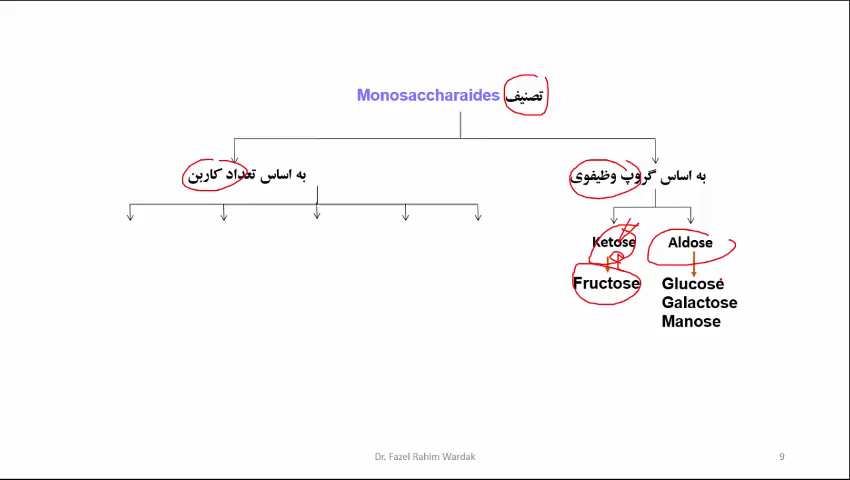 Monosaccharaides تصنیف
به اساس تعداد کاربن
به اساس گروپ وظیفوی
Ketose
Aldose
Fructose
Glucose
Galactose
Manose
Dr. Fazel Rahim Wardak
9